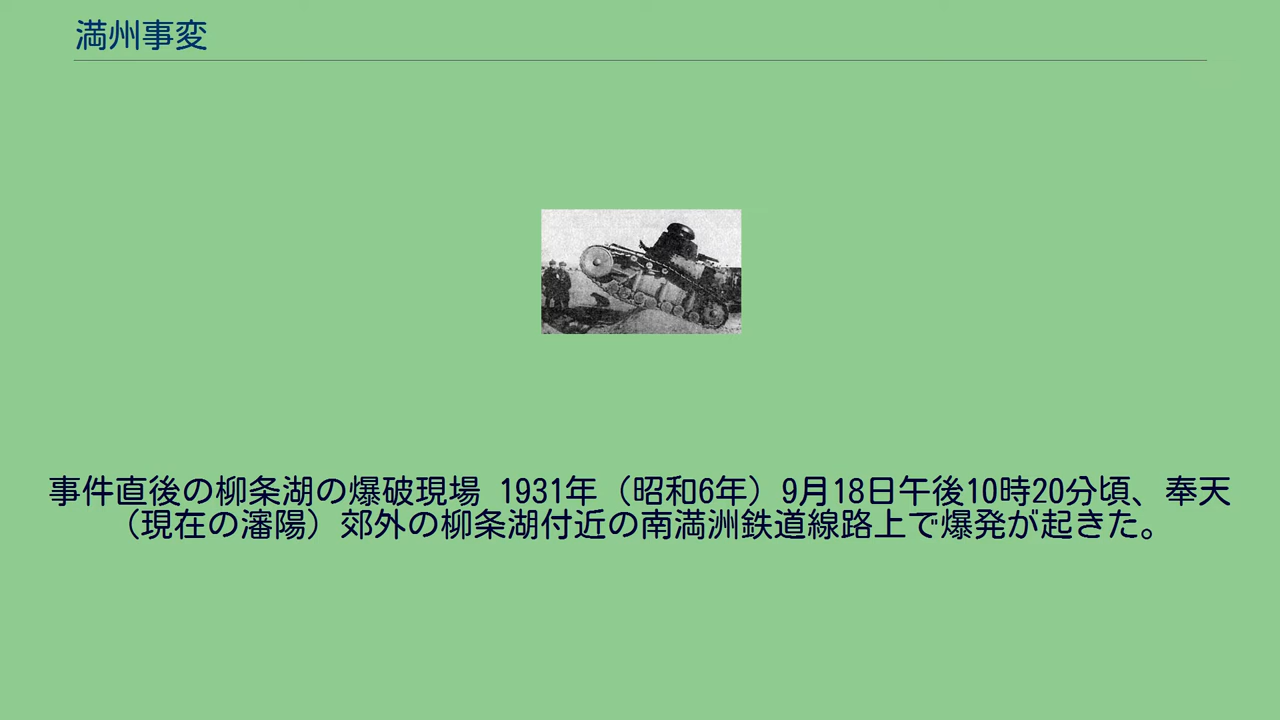 満州事変
事件直後の柳条湖の爆破現場 1931年（昭和6年）9月18日午後10時20分頃、奉天
（現在の瀋陽）郊外の柳条湖付近の南満洲鉄道線路上で爆発が起きた。